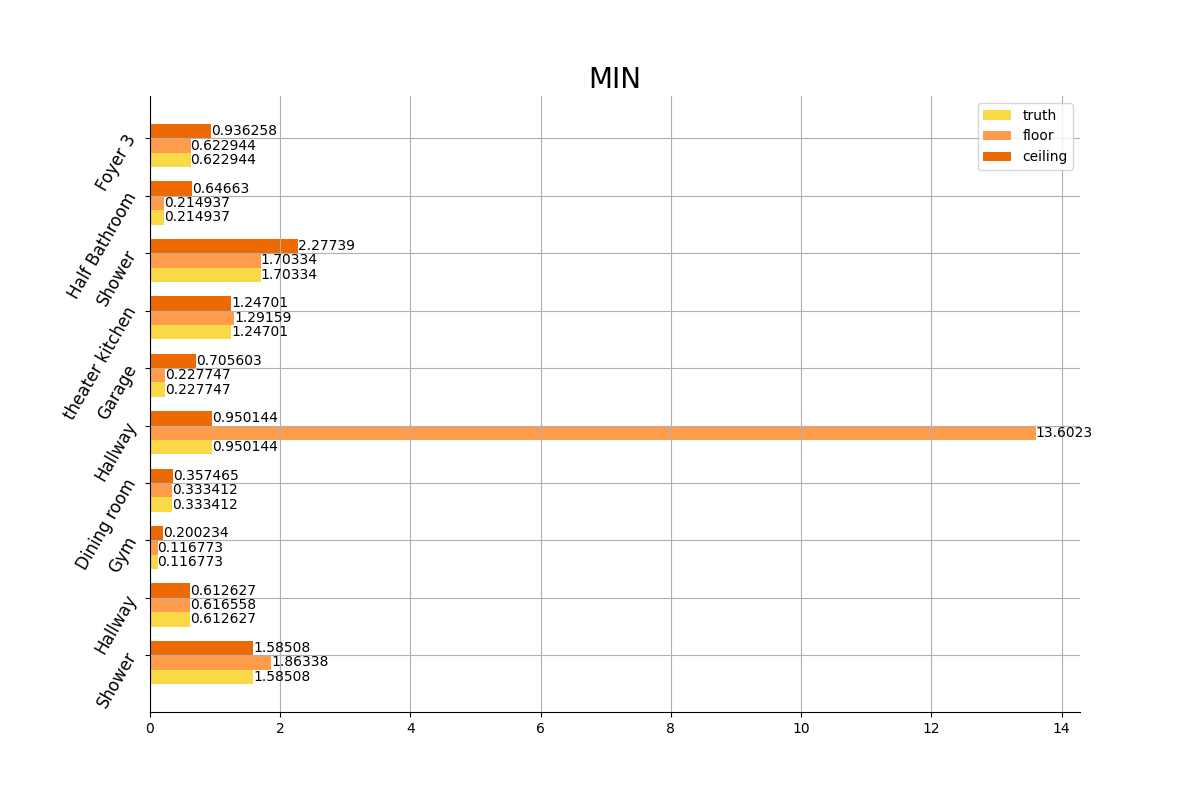 MIN
truth
floor
ceiling
Foyer 3
0.936258
0.622944
0.622944
Half Bathroom
0.64663
0.214937
0.214937
Shower
2.27739
1.70334
1.70334
theater kitchen
1.24701
1.29159
1.24701
Garage
0.705603
0.227747
0.227747
Hallway
0.950144
13.6023
0.950144
Dining room
0.357465
0.333412
0.333412
Gym
0.200234
0.116773
0.116773
Hallway
0.612627
0.616558
0.612627
Shower
1.58508
1.86338
1.58508
0 2 4 6 8 10 12 14